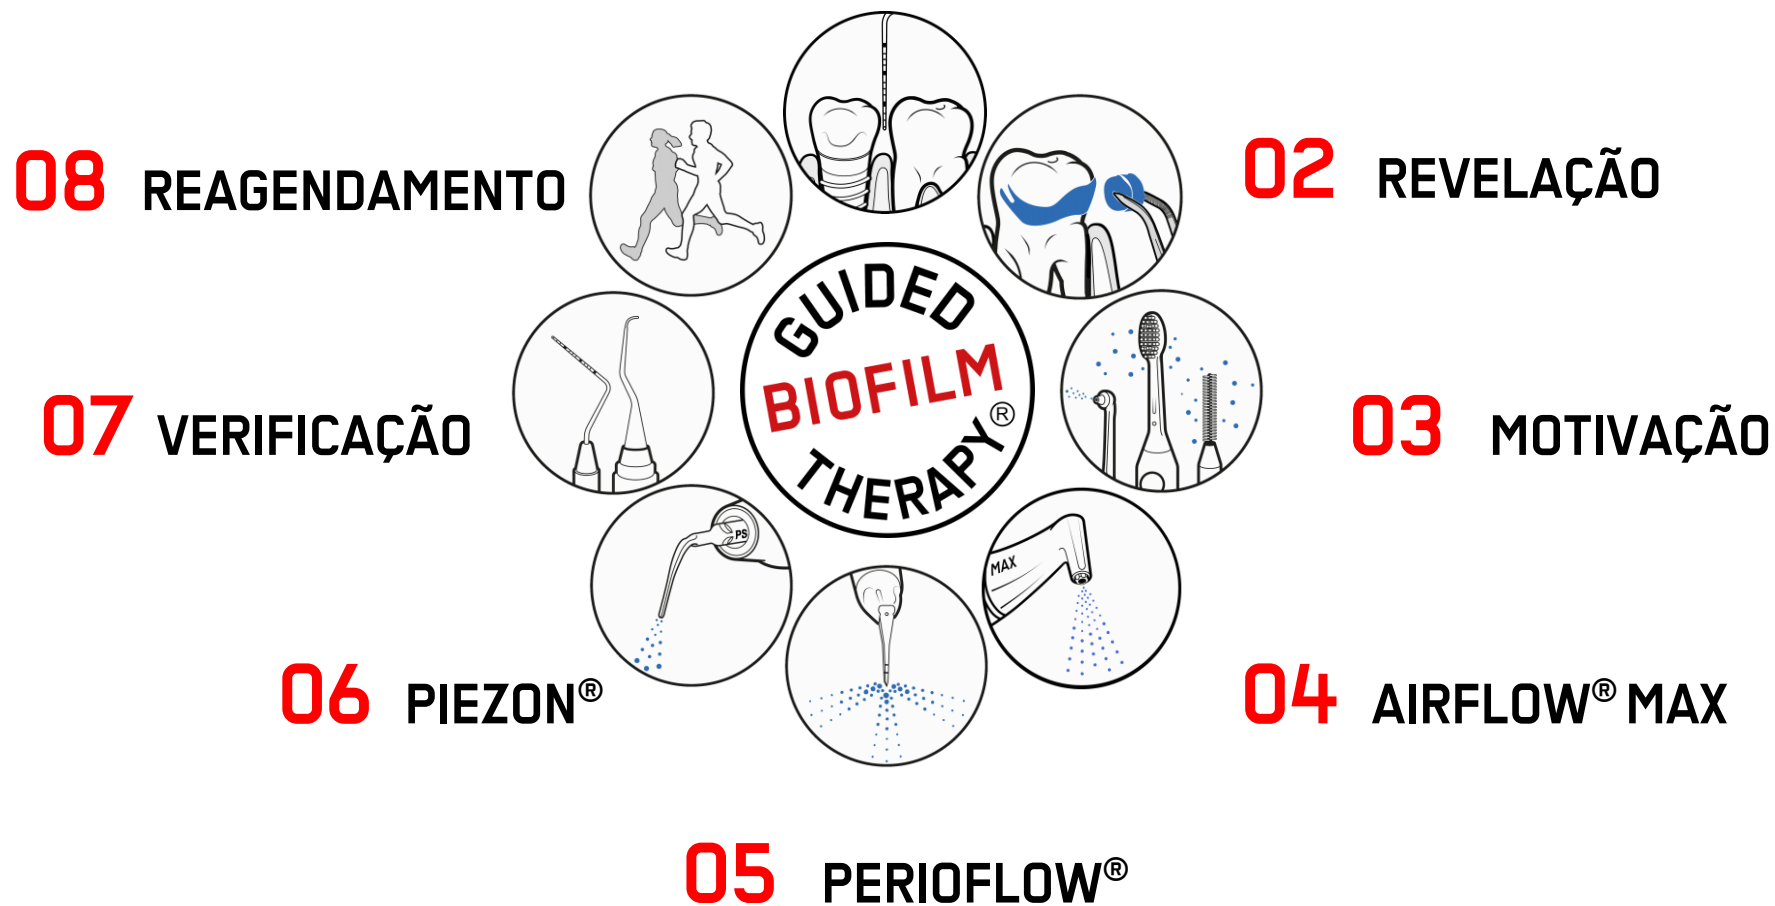 02 REVELAÇÃO
08 REAGENDAMENTO
GUIDED
BIOFILM
THERAPY®
03 MOTIVAÇÃO
07 VERIFICAÇÃO
PS
MAX
04 AIRFLOW® MAX
06 PIEZON®
05 PERIOFLOW®